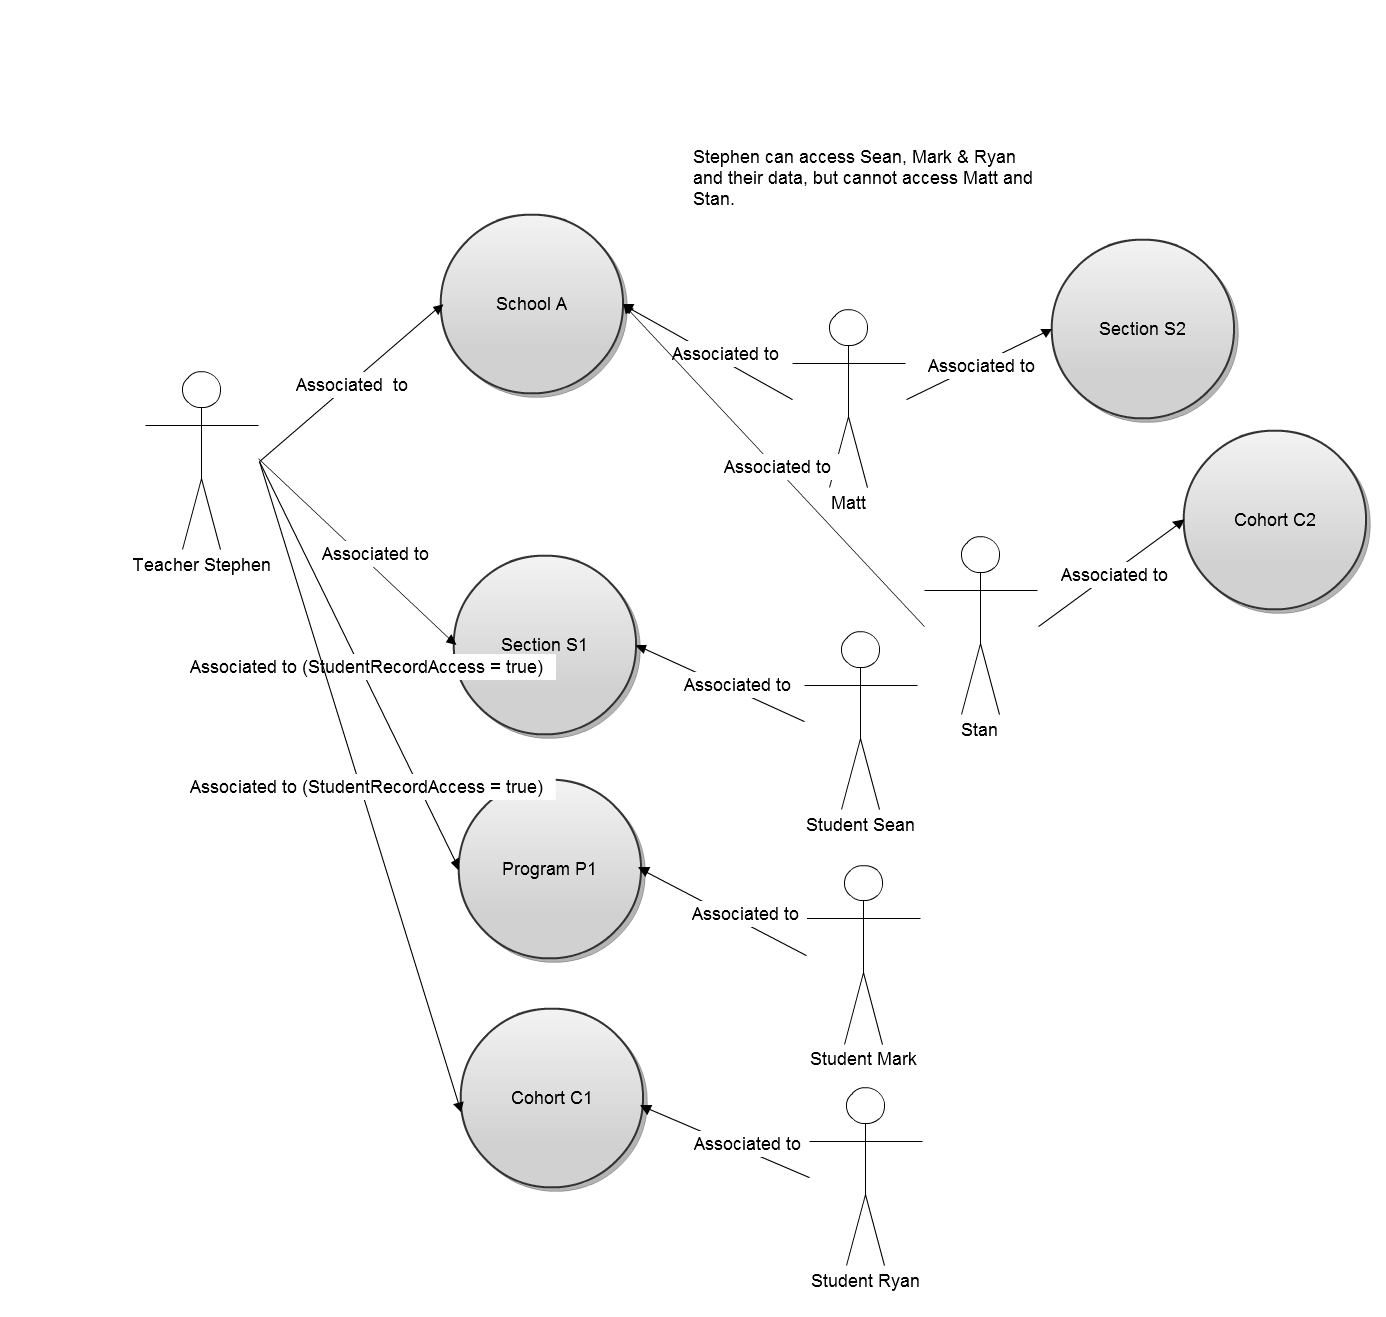 Stephen can access Sean, Mark & Ryan
and their data, but cannot access Matt and
Stan.
School A
Section S2
Associated to
Associated to
Associated  to
Associated to
Matt
Cohort C2
Teacher Stephen
Associated to
Associated to
Section S1
Associated to (StudentRecordAccess = true)
Associated to
Stan
Associated to (StudentRecordAccess = true)
Student Sean
Program P1
Associated to
Student Mark
Cohort C1
Associated to
Student Ryan